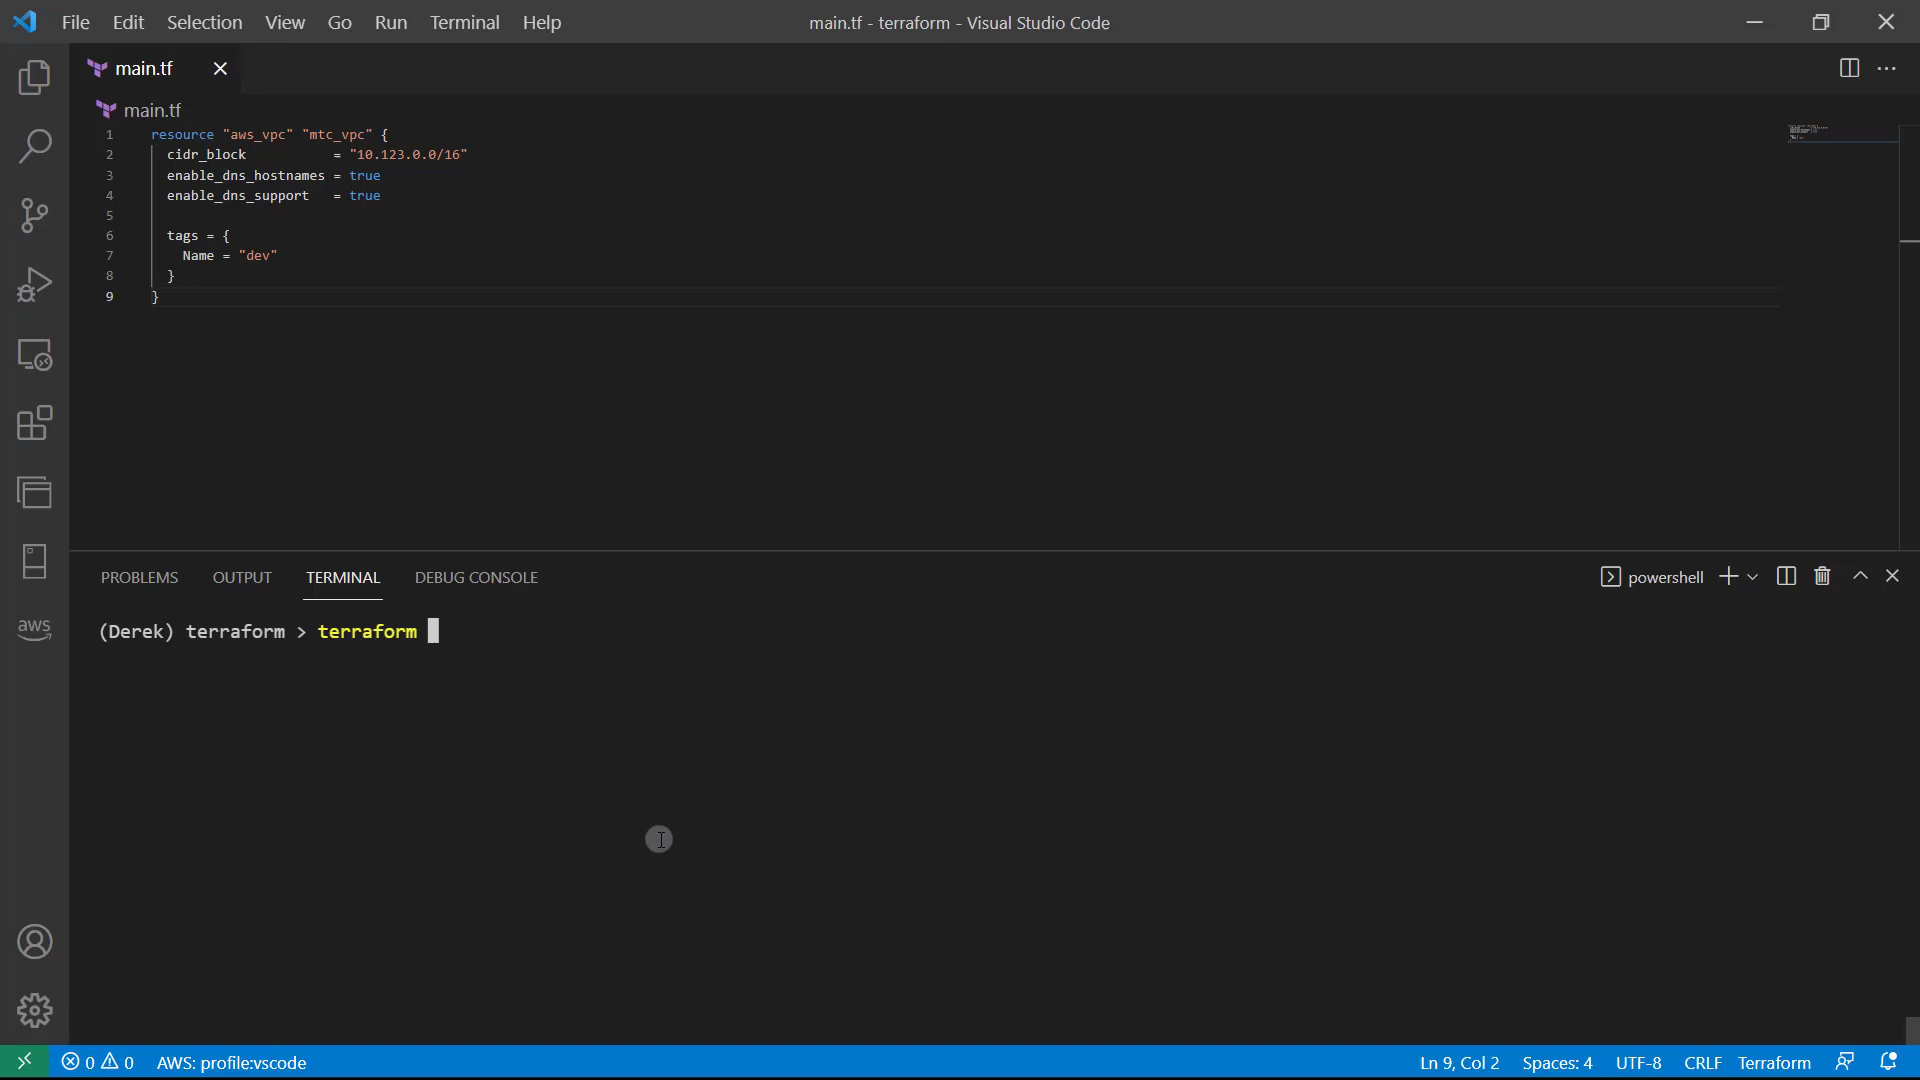 File Edit Selection View Go Run Terminal Help main.tf - terraform - Visual Studio Code
main.tf
main.tf
1 resource "aws_vpc" "mtc_vpc" {
2 cidr_block = "10.123.0.0/16"
3 enable_dns_hostnames = true
4 enable_dns_support = true
5
6 tags = {
7 Name = "dev"
8 }
9 }
PROBLEMS OUTPUT TERMINAL DEBUG CONSOLE powershell
(Derek) terraform > terraform
aws
0 0 AWS: profile:vscode Ln 9, Col 2 Spaces: 4 UTF-8 CRLF Terraform